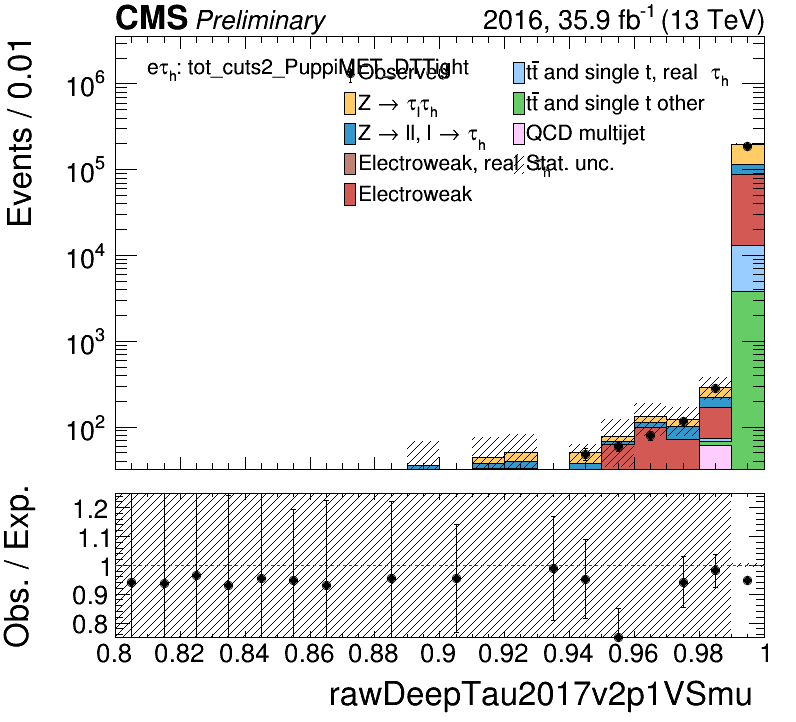 CMS Preliminary 2016, 35.9 fb⁻¹ (13 TeV)
eτₕ: tot_cuts2_PuppiMET_DTTight
Observed
tt̄ and single t, real τₕ
Z → τₗτₕ
tt̄ and single t other
Z → ll, l → τₕ
QCD multijet
Electroweak, real τₕ
Stat. unc.
Electroweak
Events / 0.01
10⁶
10⁵
10⁴
10³
10²
Obs. / Exp.
1.2
1.1
1
0.9
0.8
0.8 0.82 0.84 0.86 0.88 0.9 0.92 0.94 0.96 0.98 1
rawDeepTau2017v2p1VSmu